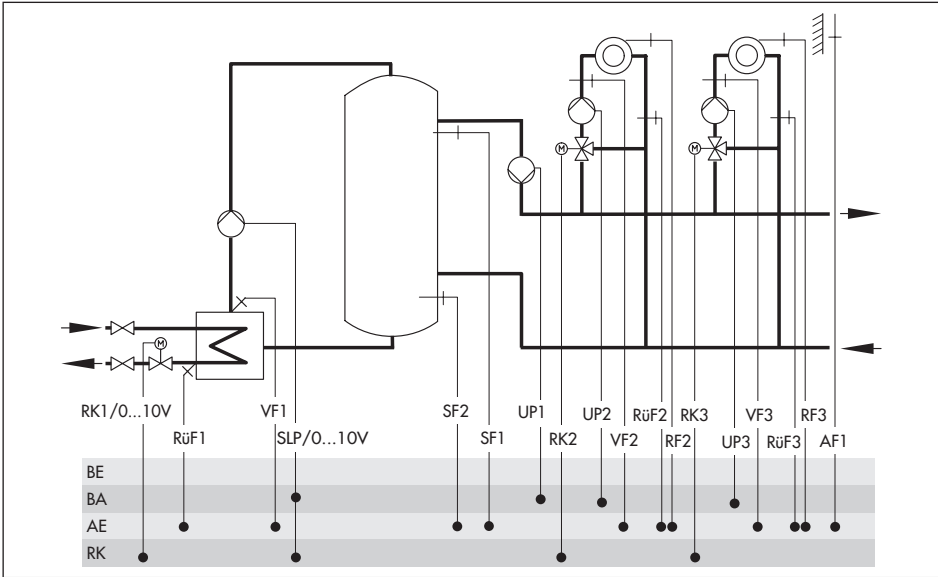 M
M
M
RK1/0...10V
RüF1
VF1
SLP/0...10V
SF2
SF1
UP1
RK2
UP2
VF2
RüF2
RF2
RK3
UP3
VF3
RüF3
RF3
AF1
BE
BA
AE
RK